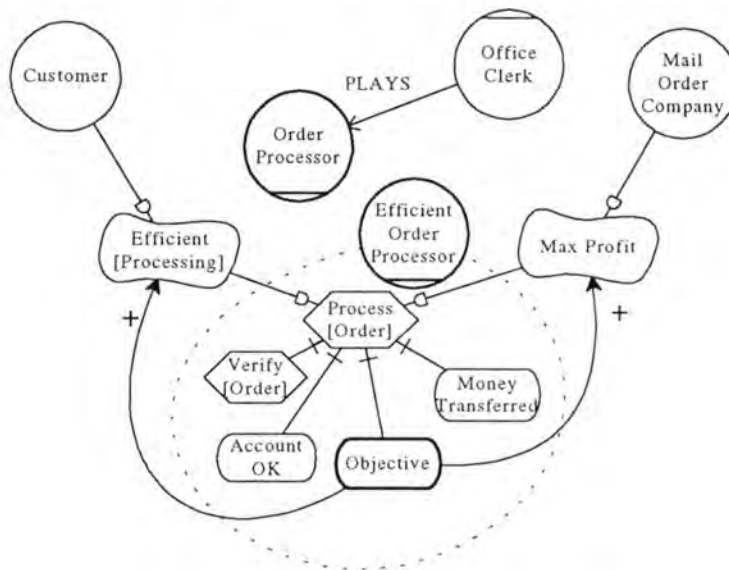 Customer
PLAYS
Office
Clerk
Mail
Order
Company
Order
Processor
Efficient
Order
Processor
Efficient
[Processing]
Max Profit
+
+
Process
[Order]
Verify
[Order]
Money
Transferred
Account
OK
Objective